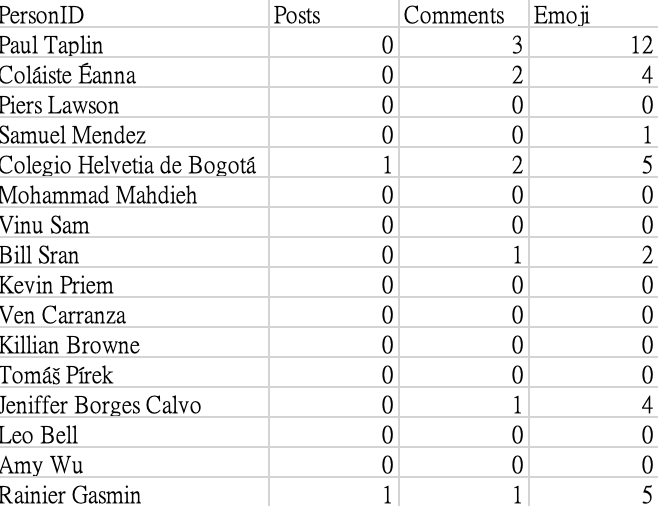 PersonID Posts Comments Emoji
Paul Taplin 0 3 12
Coláiste Éanna 0 2 4
Piers Lawson 0 0 0
Samuel Mendez 0 0 1
Colegio Helvetia de Bogotá 1 2 5
Mohammad Mahdieh 0 0 0
Vinu Sam 0 0 0
Bill Sran 0 1 2
Kevin Priem 0 0 0
Ven Carranza 0 0 0
Killian Browne 0 0 0
Tomáš Pírek 0 0 0
Jeniffer Borges Calvo 0 1 4
Leo Bell 0 0 0
Amy Wu 0 0 0
Rainier Gasmin 1 1 5